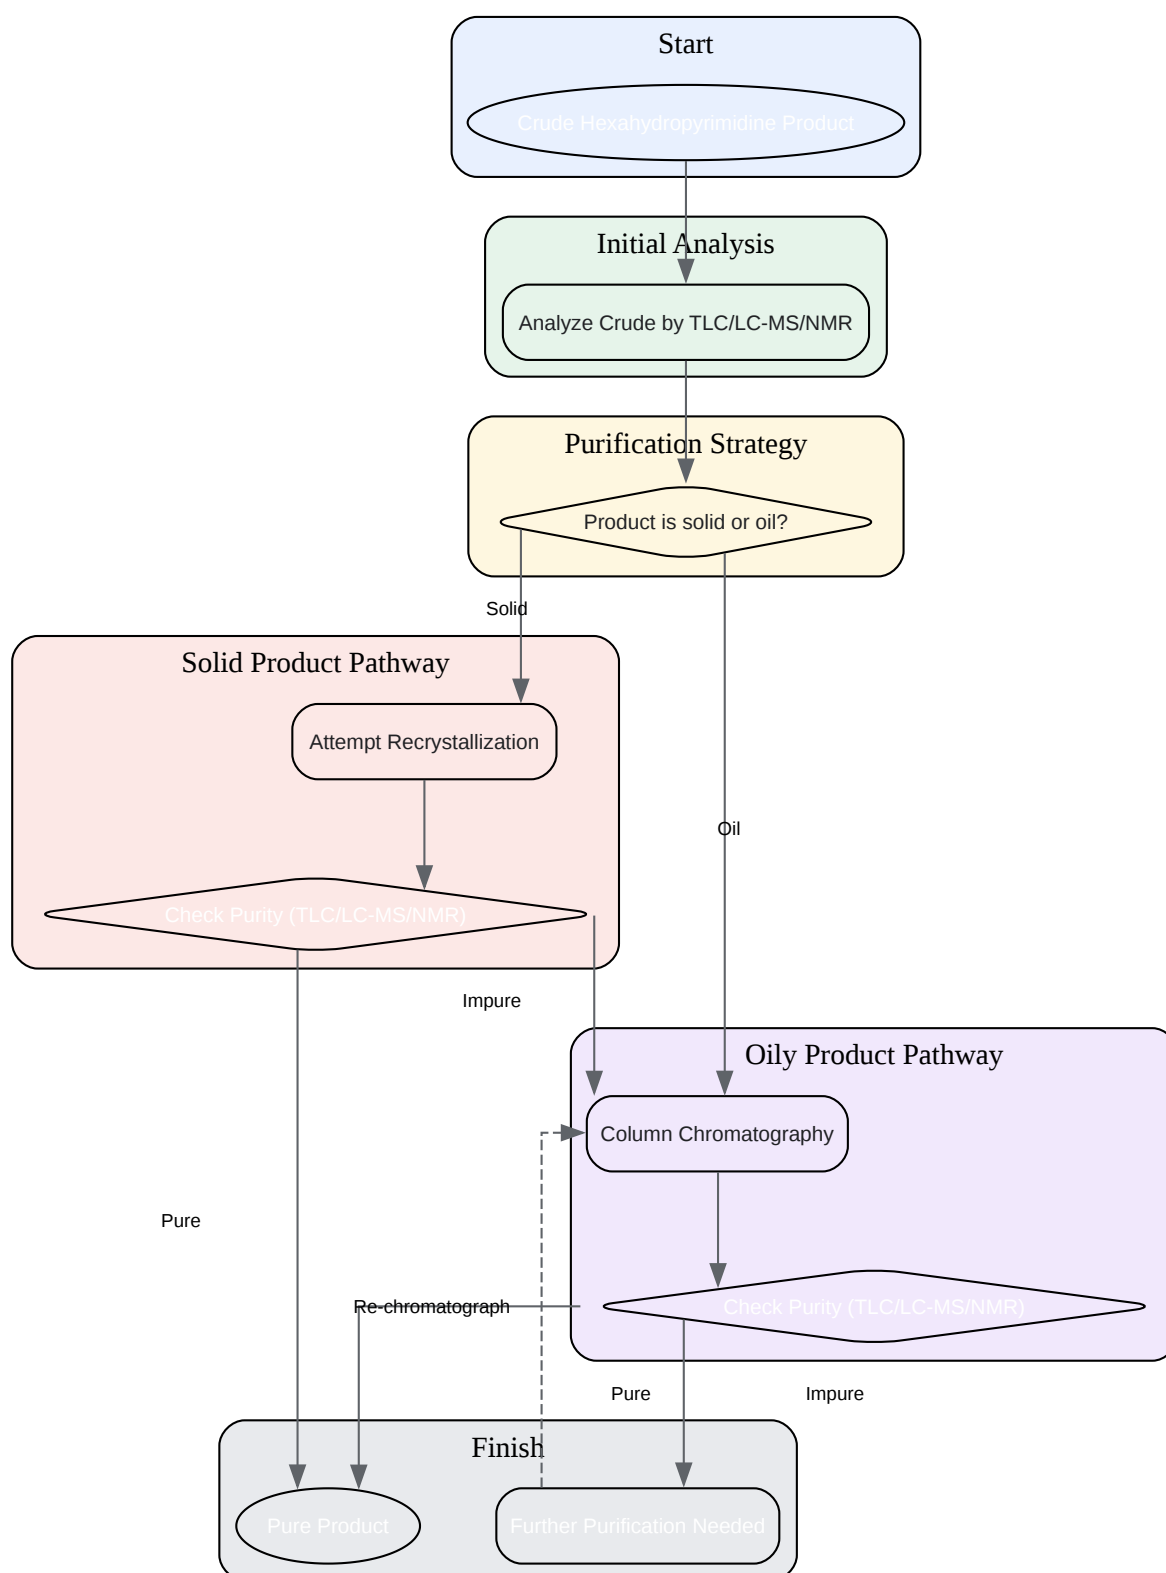 Start
Crude Hexahydropyrimidine Product
Initial Analysis
Analyze Crude by TLC/LC-MS/NMR
Purification Strategy
Product is solid or oil?
Solid
Solid Product Pathway
Attempt Recrystallization
Oil
Check Purity (TLC/LC-MS/NMR)
Impure
Oily Product Pathway
Column Chromatography
Pure
Re-chromatograph
Check Purity (TLC/LC-MS/NMR)
Pure
Impure
Finish
Pure Product
Further Purification Needed